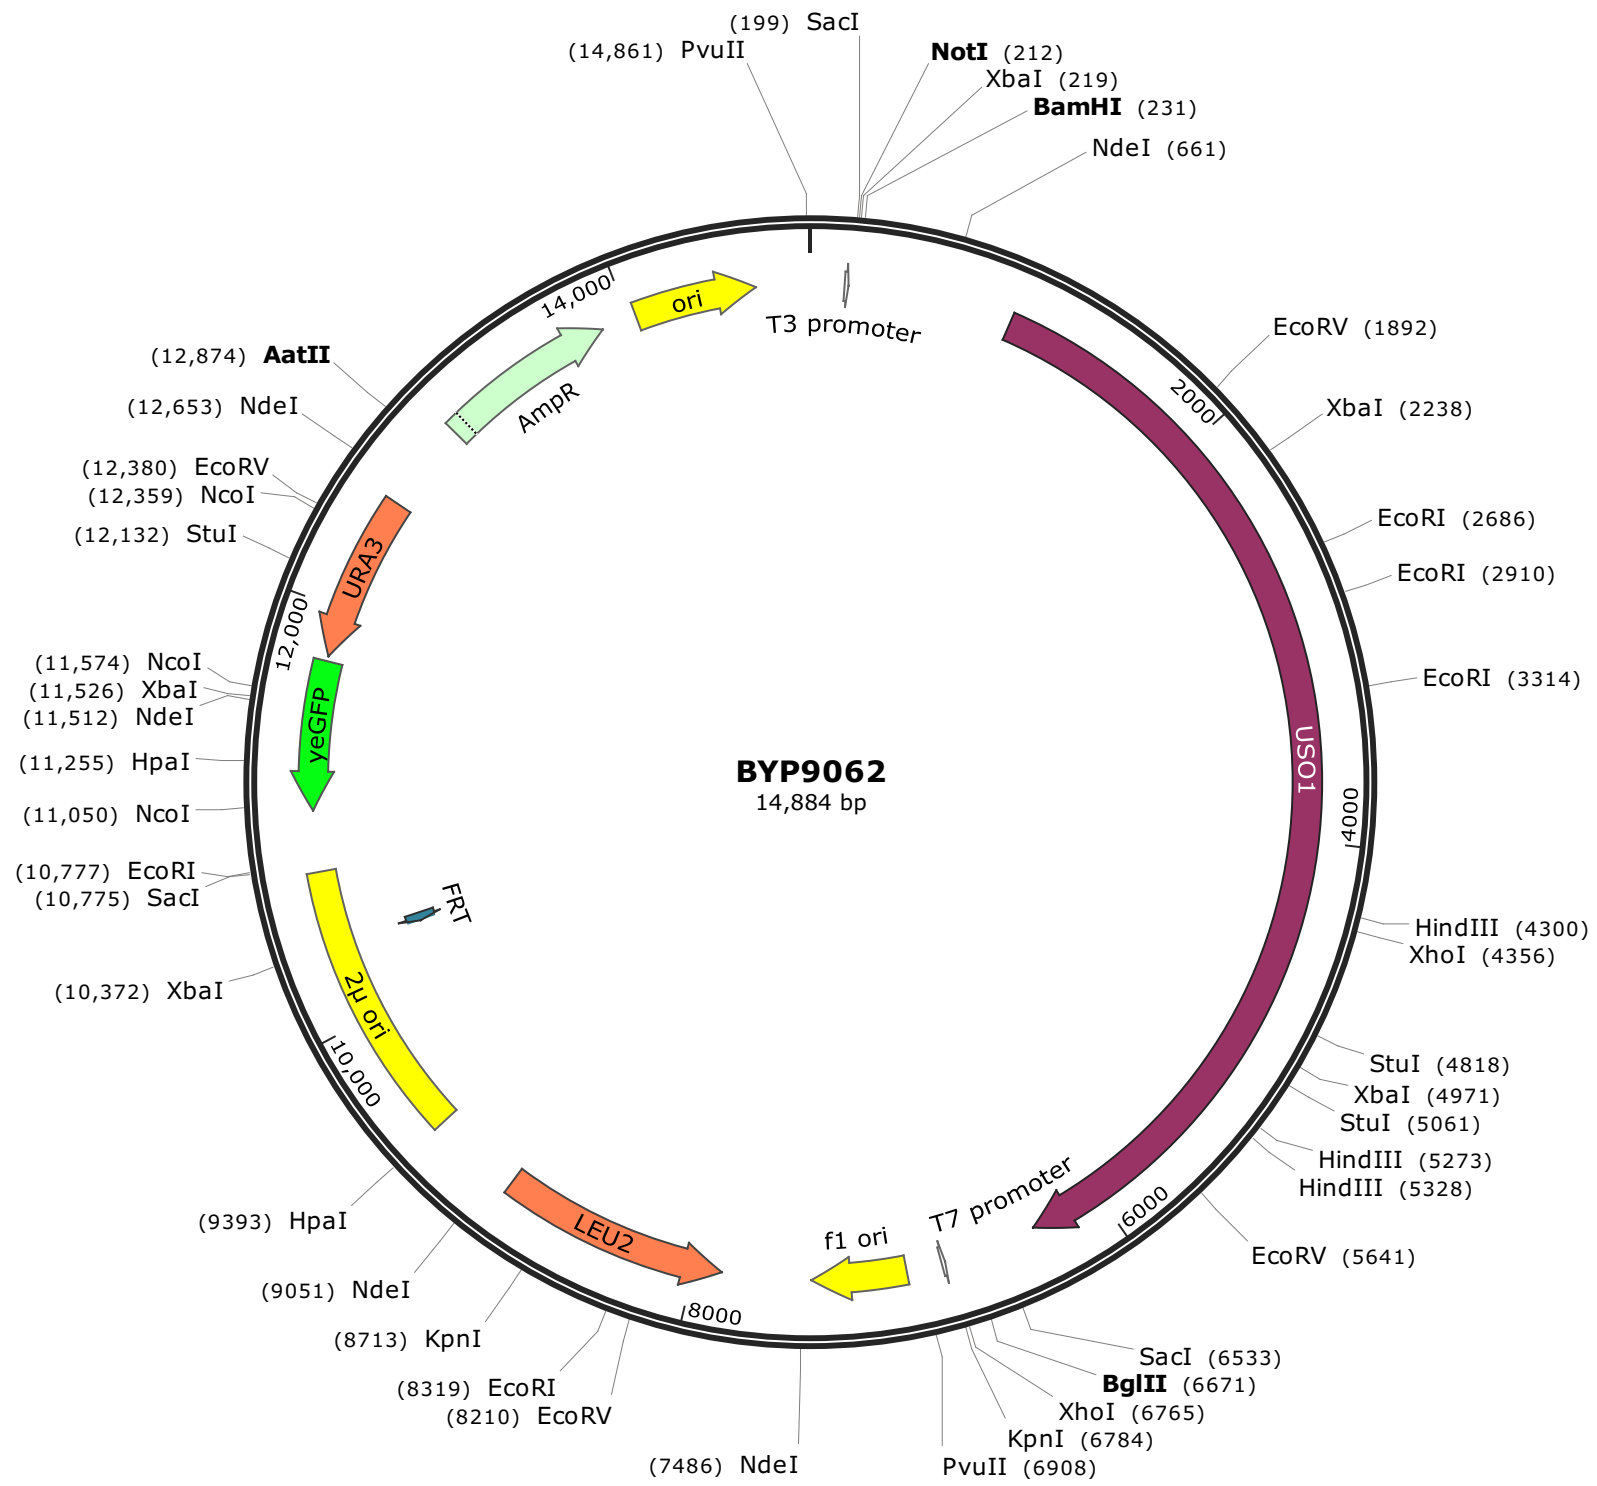 (199) SacI
(14,861) PvuII
NotI (212)
XbaI (219)
BamHI (231)
NdeI (661)
EcoRV (1892)
XbaI (2238)
EcoRI (2686)
EcoRI (2910)
EcoRI (3314)
HindIII (4300)
XhoI (4356)
StuI (4818)
XbaI (4971)
StuI (5061)
HindIII (5273)
HindIII (5328)
EcoRV (5641)
SacI (6533)
BglII (6671)
XhoI (6765)
KpnI (6784)
PvuII (6908)
(7486) NdeI
(8210) EcoRV
(8319) EcoRI
(8713) KpnI
(9051) NdeI
(9393) HpaI
(10,372) XbaI
(10,775) SacI
(10,777) EcoRI
(11,050) NcoI
(11,255) HpaI
(11,512) NdeI
(11,526) XbaI
(11,574) NcoI
(12,132) StuI
(12,359) NcoI
(12,380) EcoRV
(12,653) NdeI
(12,874) AatII
2000
4000
6000
8000
10,000
12,000
14,000
T3 promoter
USO1
T7 promoter
f1 ori
LEU2
2µ ori
FRT
yeGFP
URA3
AmpR
ori
BYP9062
14,884 bp